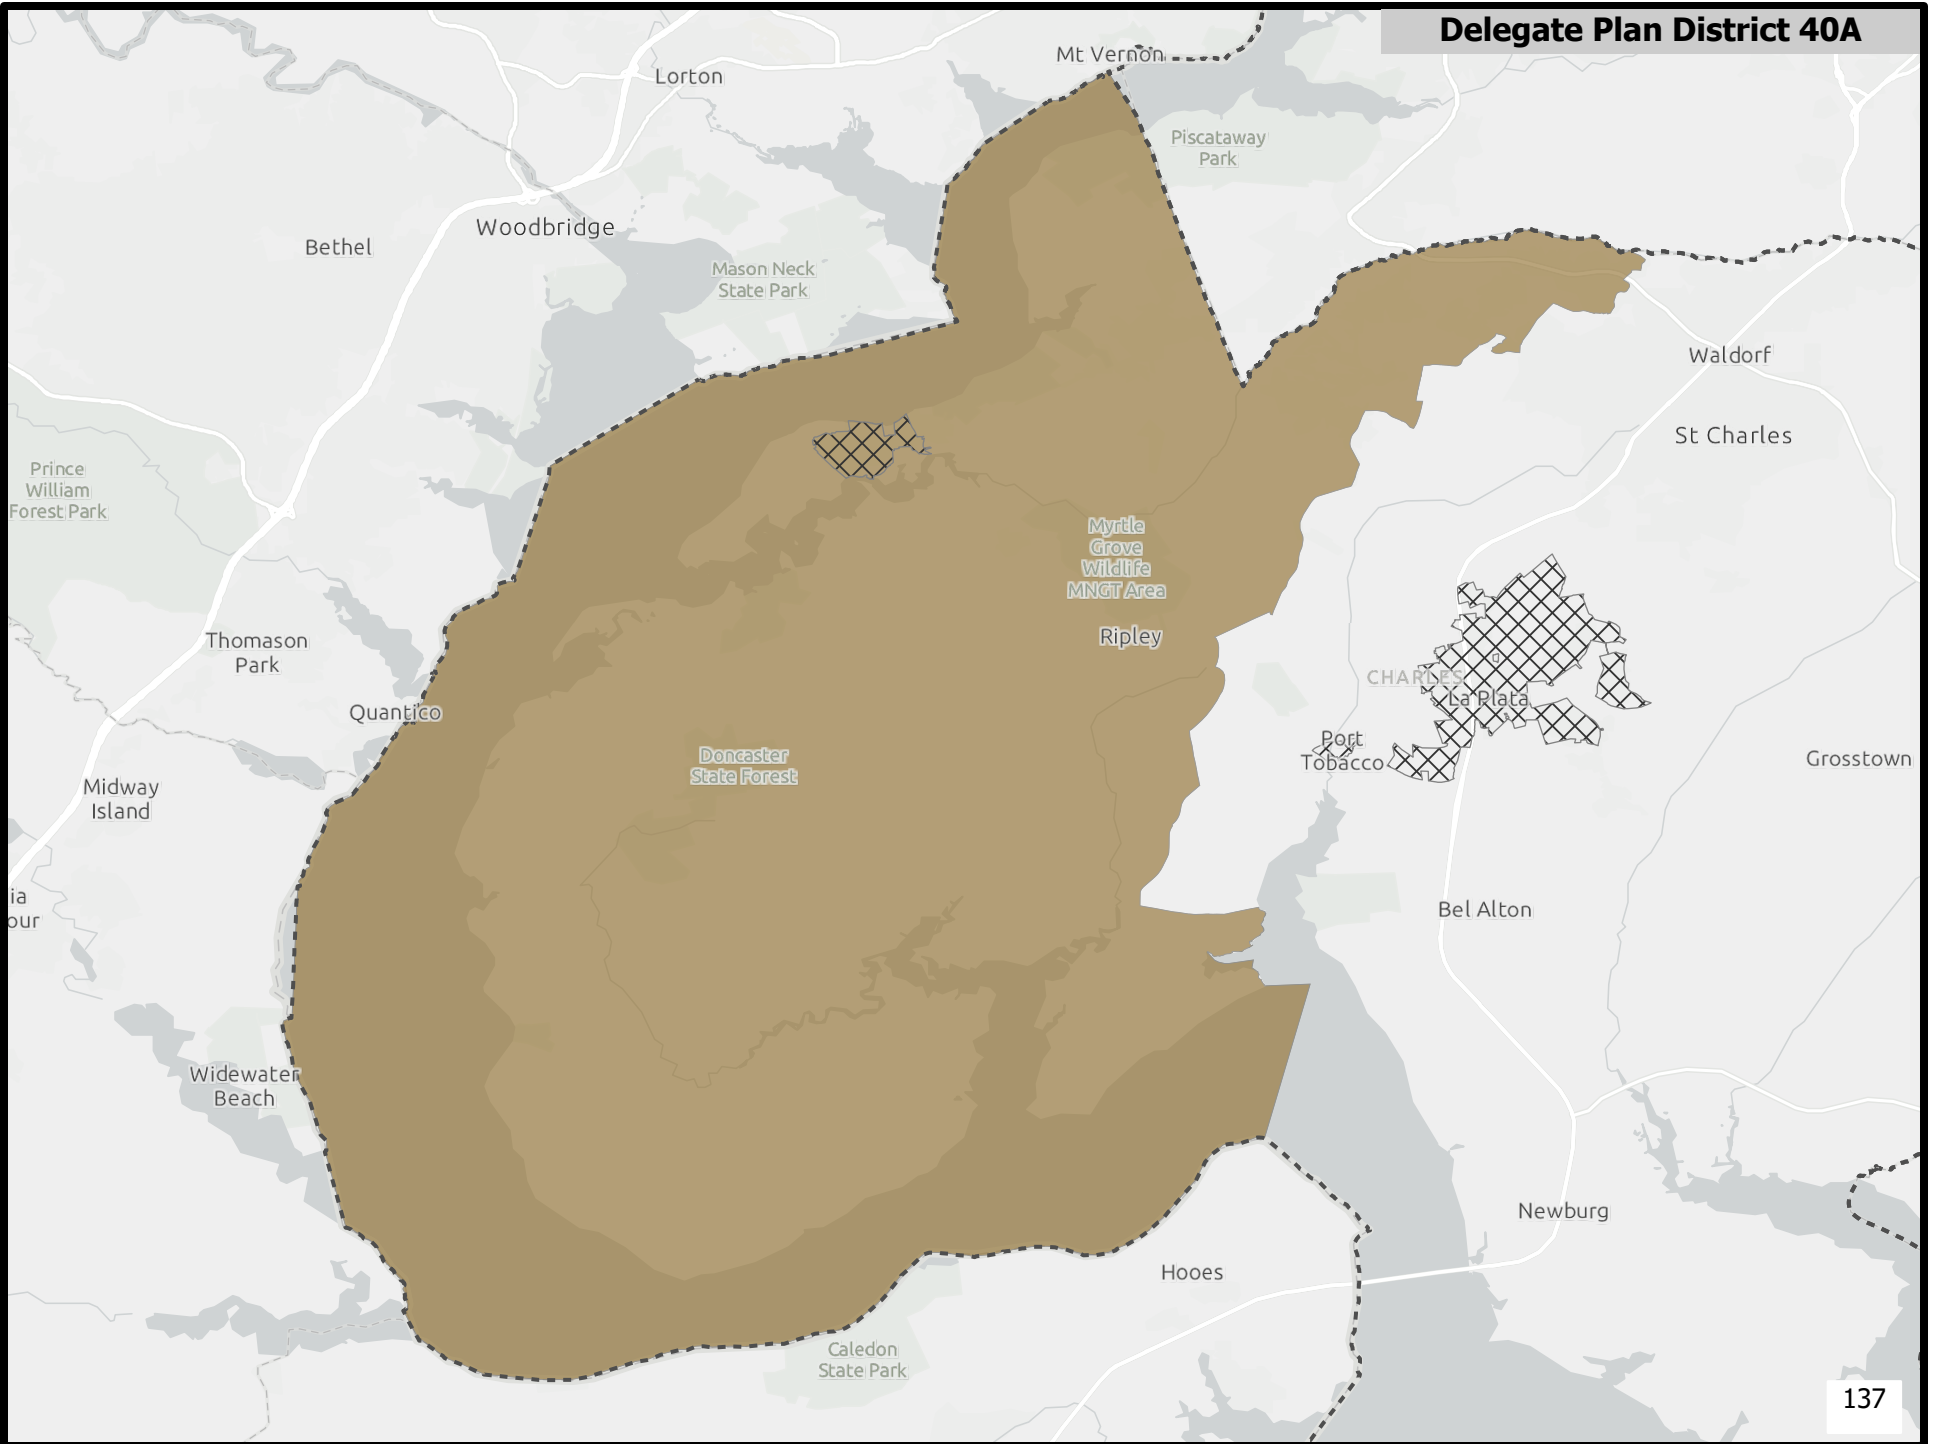 Delegate Plan District 40A
Mt Vernon
Lorton
Piscataway
Park
Woodbridge
Bethel
Mason Neck
State Park
Waldorf
St Charles
Prince
William
Forest Park
Myrtle
Grove
Wildlife
MNGT Area
Ripley
Thomason
Park
CHARLES
La Plata
Quantico
Port
Tobacco
Doncaster
State Forest
Grosstown
Midway
Island
ia
our
Bel Alton
Widewater
Beach
Newburg
Hooes
Caledon
State Park
137